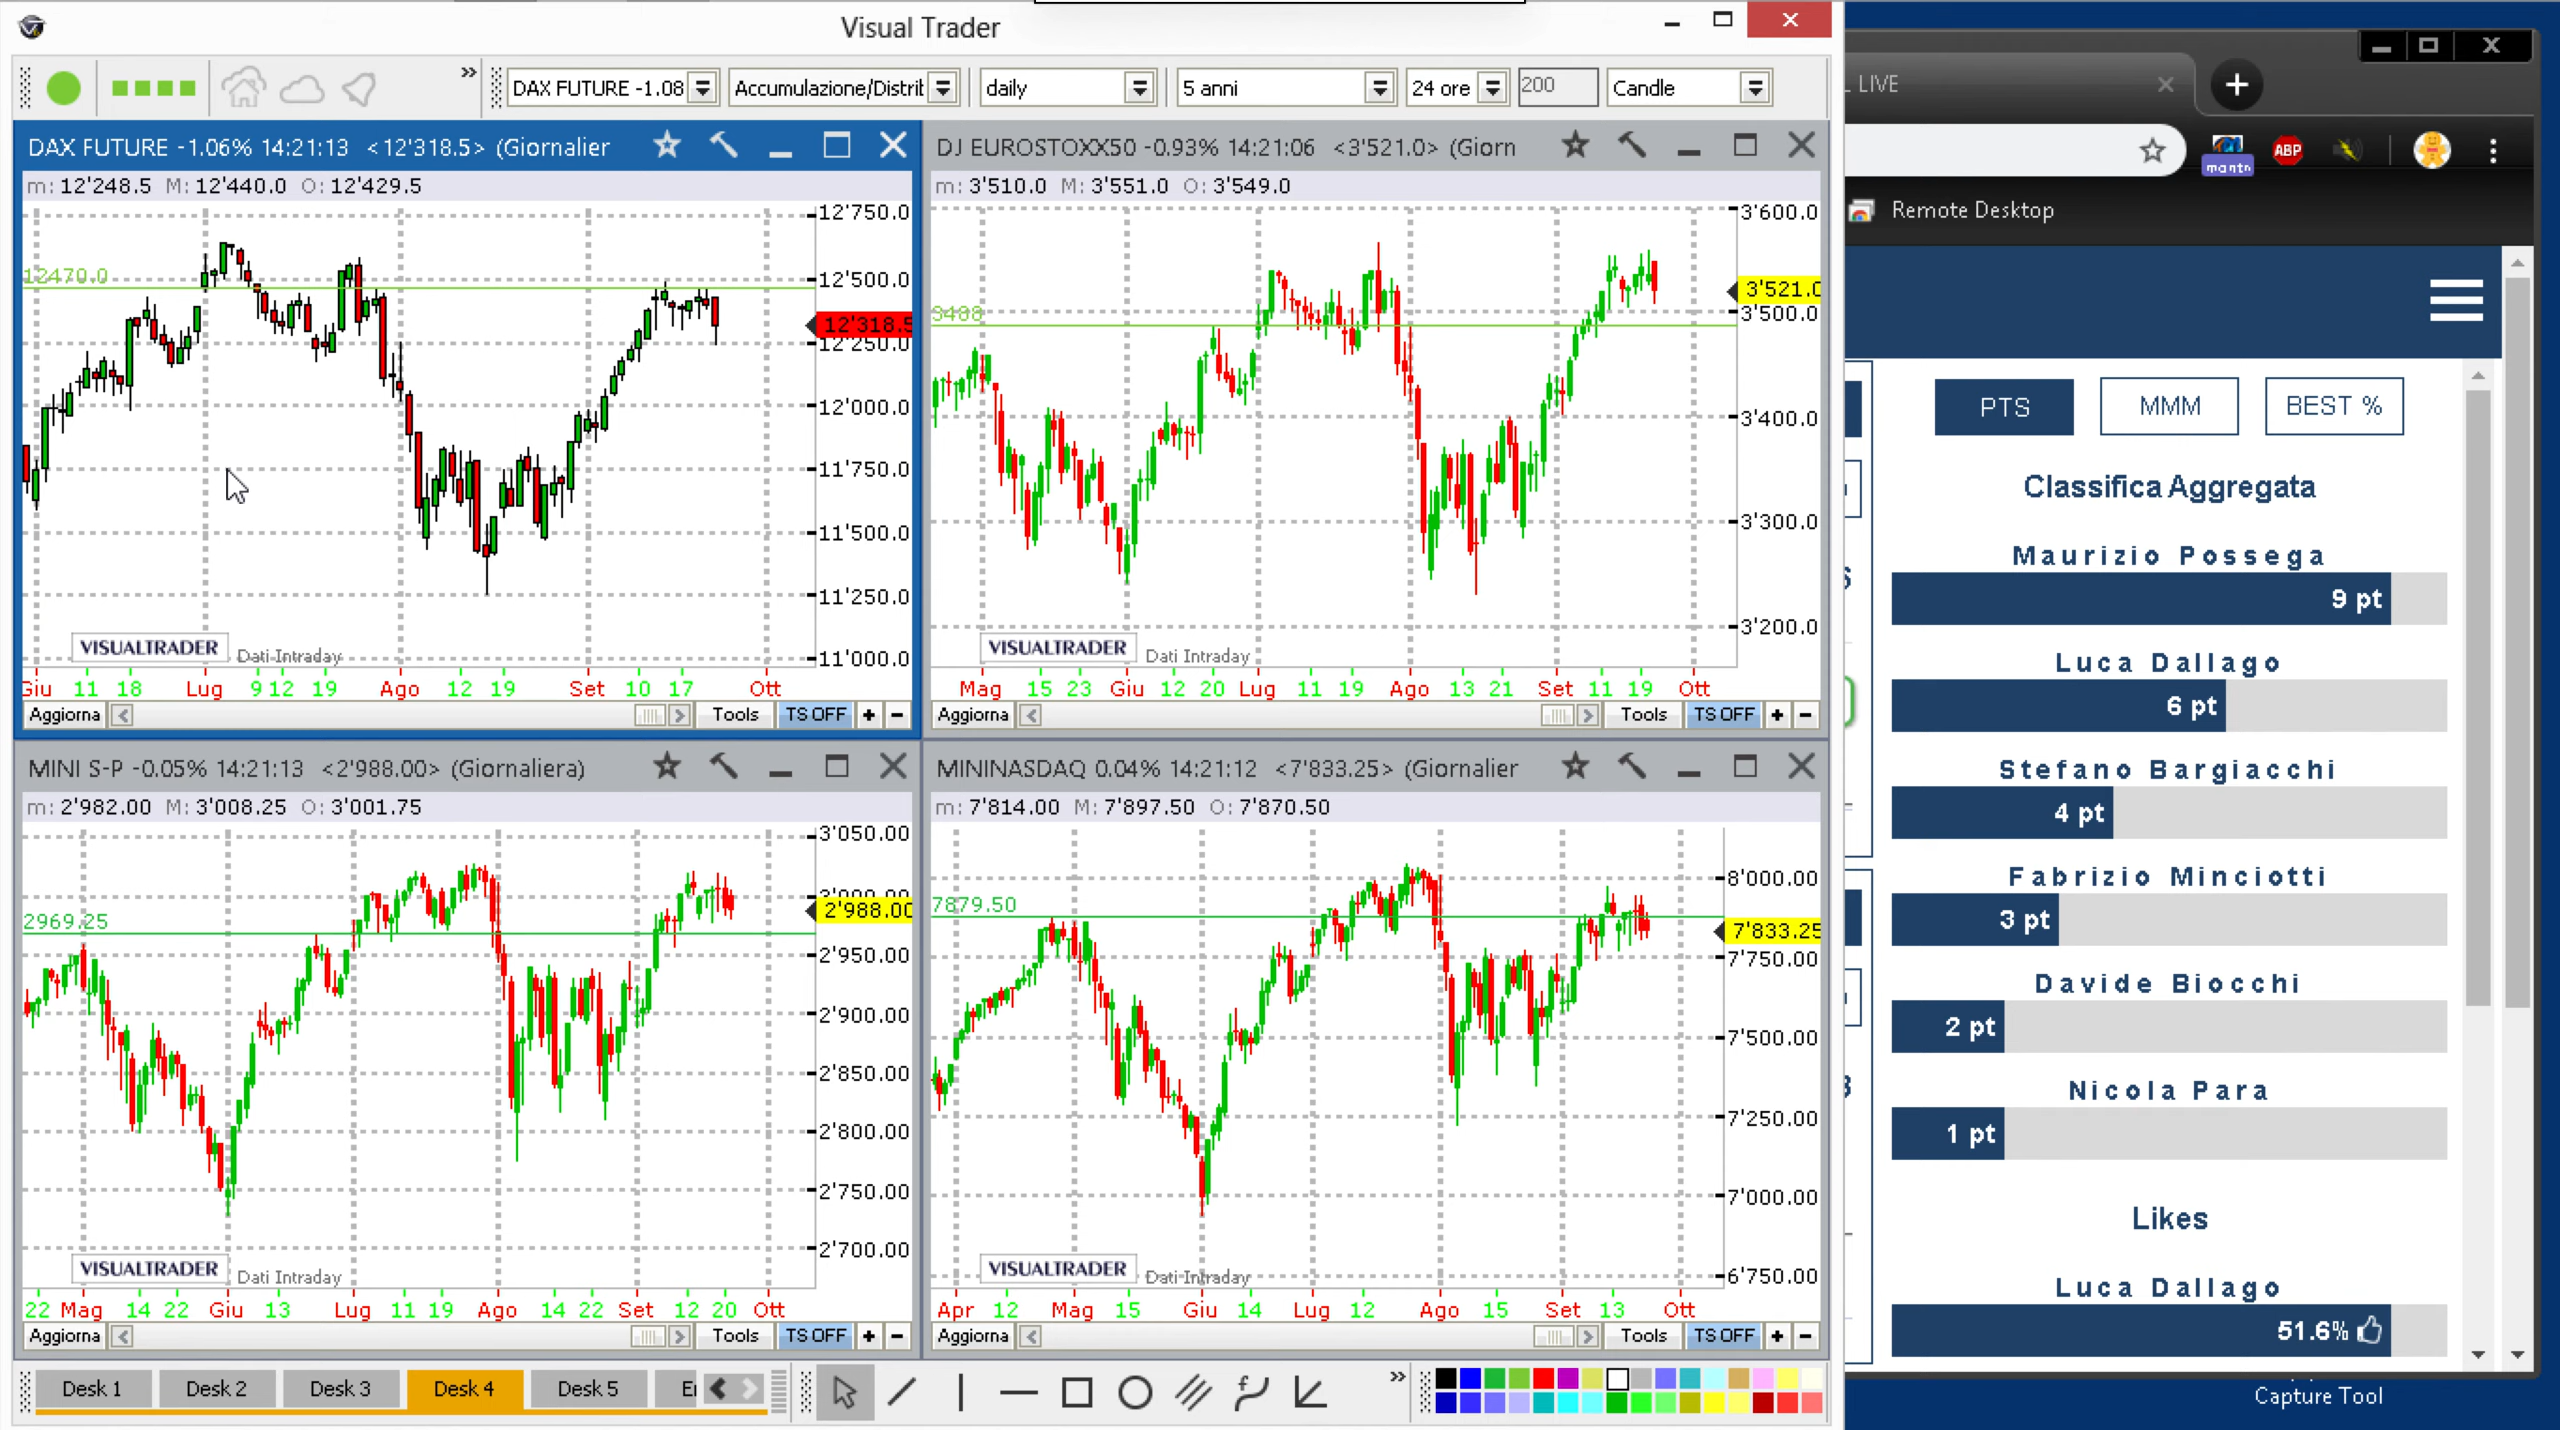 Visual Trader
DAX FUTURE -1.08
Accumulazione/Distrit
daily
5 anni
24 ore
200
Candle
DAX FUTURE -1.06% 14:21:13 <12'318.5> (Giornalier
m: 12'248.5 M: 12'440.0 O: 12'429.5
12470.0
12'750.0
12'500.0
12'318.5
12'250.0
12'000.0
11'750.0
11'500.0
11'250.0
11'000.0
VISUALTRADER
Dati Intraday
Giu 11 18 Lug 9 12 19 Ago 12 19 Set 10 17 Ott
Aggiorna
Tools
TS OFF
+ -
DJ EUROSTOXX50 -0.93% 14:21:06 <3'521.0> (Giorn
m: 3'510.0 M: 3'551.0 O: 3'549.0
3488
3'600.0
3'521.0
3'500.0
3'400.0
3'300.0
3'200.0
VISUALTRADER
Dati Intraday
Mag 15 23 Giu 12 20 Lug 11 19 Ago 13 21 Set 11 19 Ott
Aggiorna
Tools
TS OFF
+ -
MINI S-P -0.05% 14:21:13 <2'988.00> (Giornaliera)
m: 2'982.00 M: 3'008.25 O: 3'001.75
2969.25
3'050.00
2'988.00
2'950.00
2'900.00
2'850.00
2'800.00
2'750.00
2'700.00
VISUALTRADER
Dati Intraday
22 Mag 14 22 Giu 13 Lug 11 19 Ago 14 22 Set 12 20 Ott
Aggiorna
Tools
TS OFF
+ -
MININASDAQ 0.04% 14:21:12 <7'833.25> (Giornalier
m: 7'814.00 M: 7'897.50 O: 7'870.50
7879.50
8'000.00
7'833.25
7'750.00
7'500.00
7'250.00
7'000.00
6'750.00
VISUALTRADER
Dati Intraday
Apr 12 Mag 15 Giu 14 Lug 12 Ago 15 Set 13 Ott
Aggiorna
Tools
TS OFF
+ -
Desk 1
Desk 2
Desk 3
Desk 4
Desk 5
LIVE
mantn
ABP
Remote Desktop
PTS
MMM
BEST %
Classifica Aggregata
Maurizio Possega
9 pt
Luca Dallago
6 pt
Stefano Bargiacchi
4 pt
Fabrizio Minciotti
3 pt
Davide Biocchi
2 pt
Nicola Para
1 pt
Likes
Luca Dallago
51.6%
Capture Tool